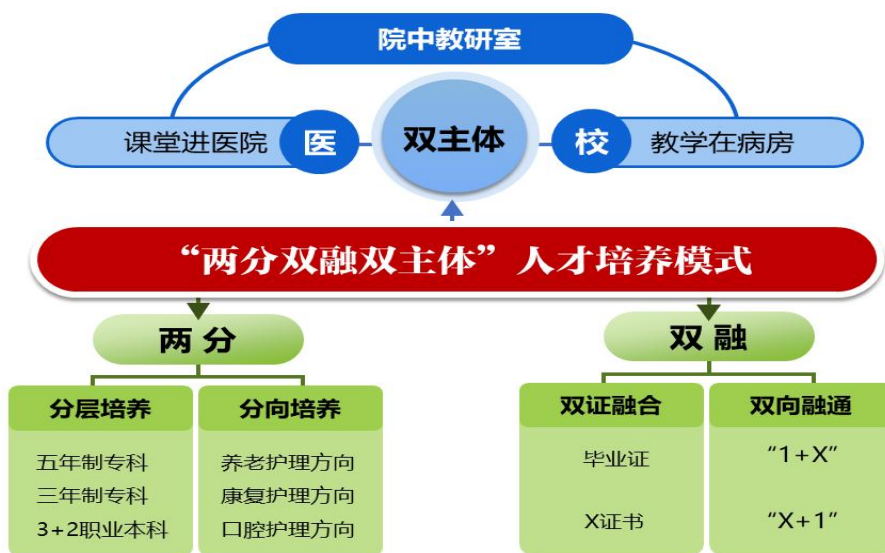 院中教研室
课堂进医院
医
双主体
校
教学在病房
“两分双融双主体”人才培养模式
两分
双融
分层培养
分向培养
双证融合
双向融通
五年制专科
三年制专科
3+2职业本科
养老护理方向
康复护理方向
口腔护理方向
毕业证
X证书
“1+X”
“X+1”